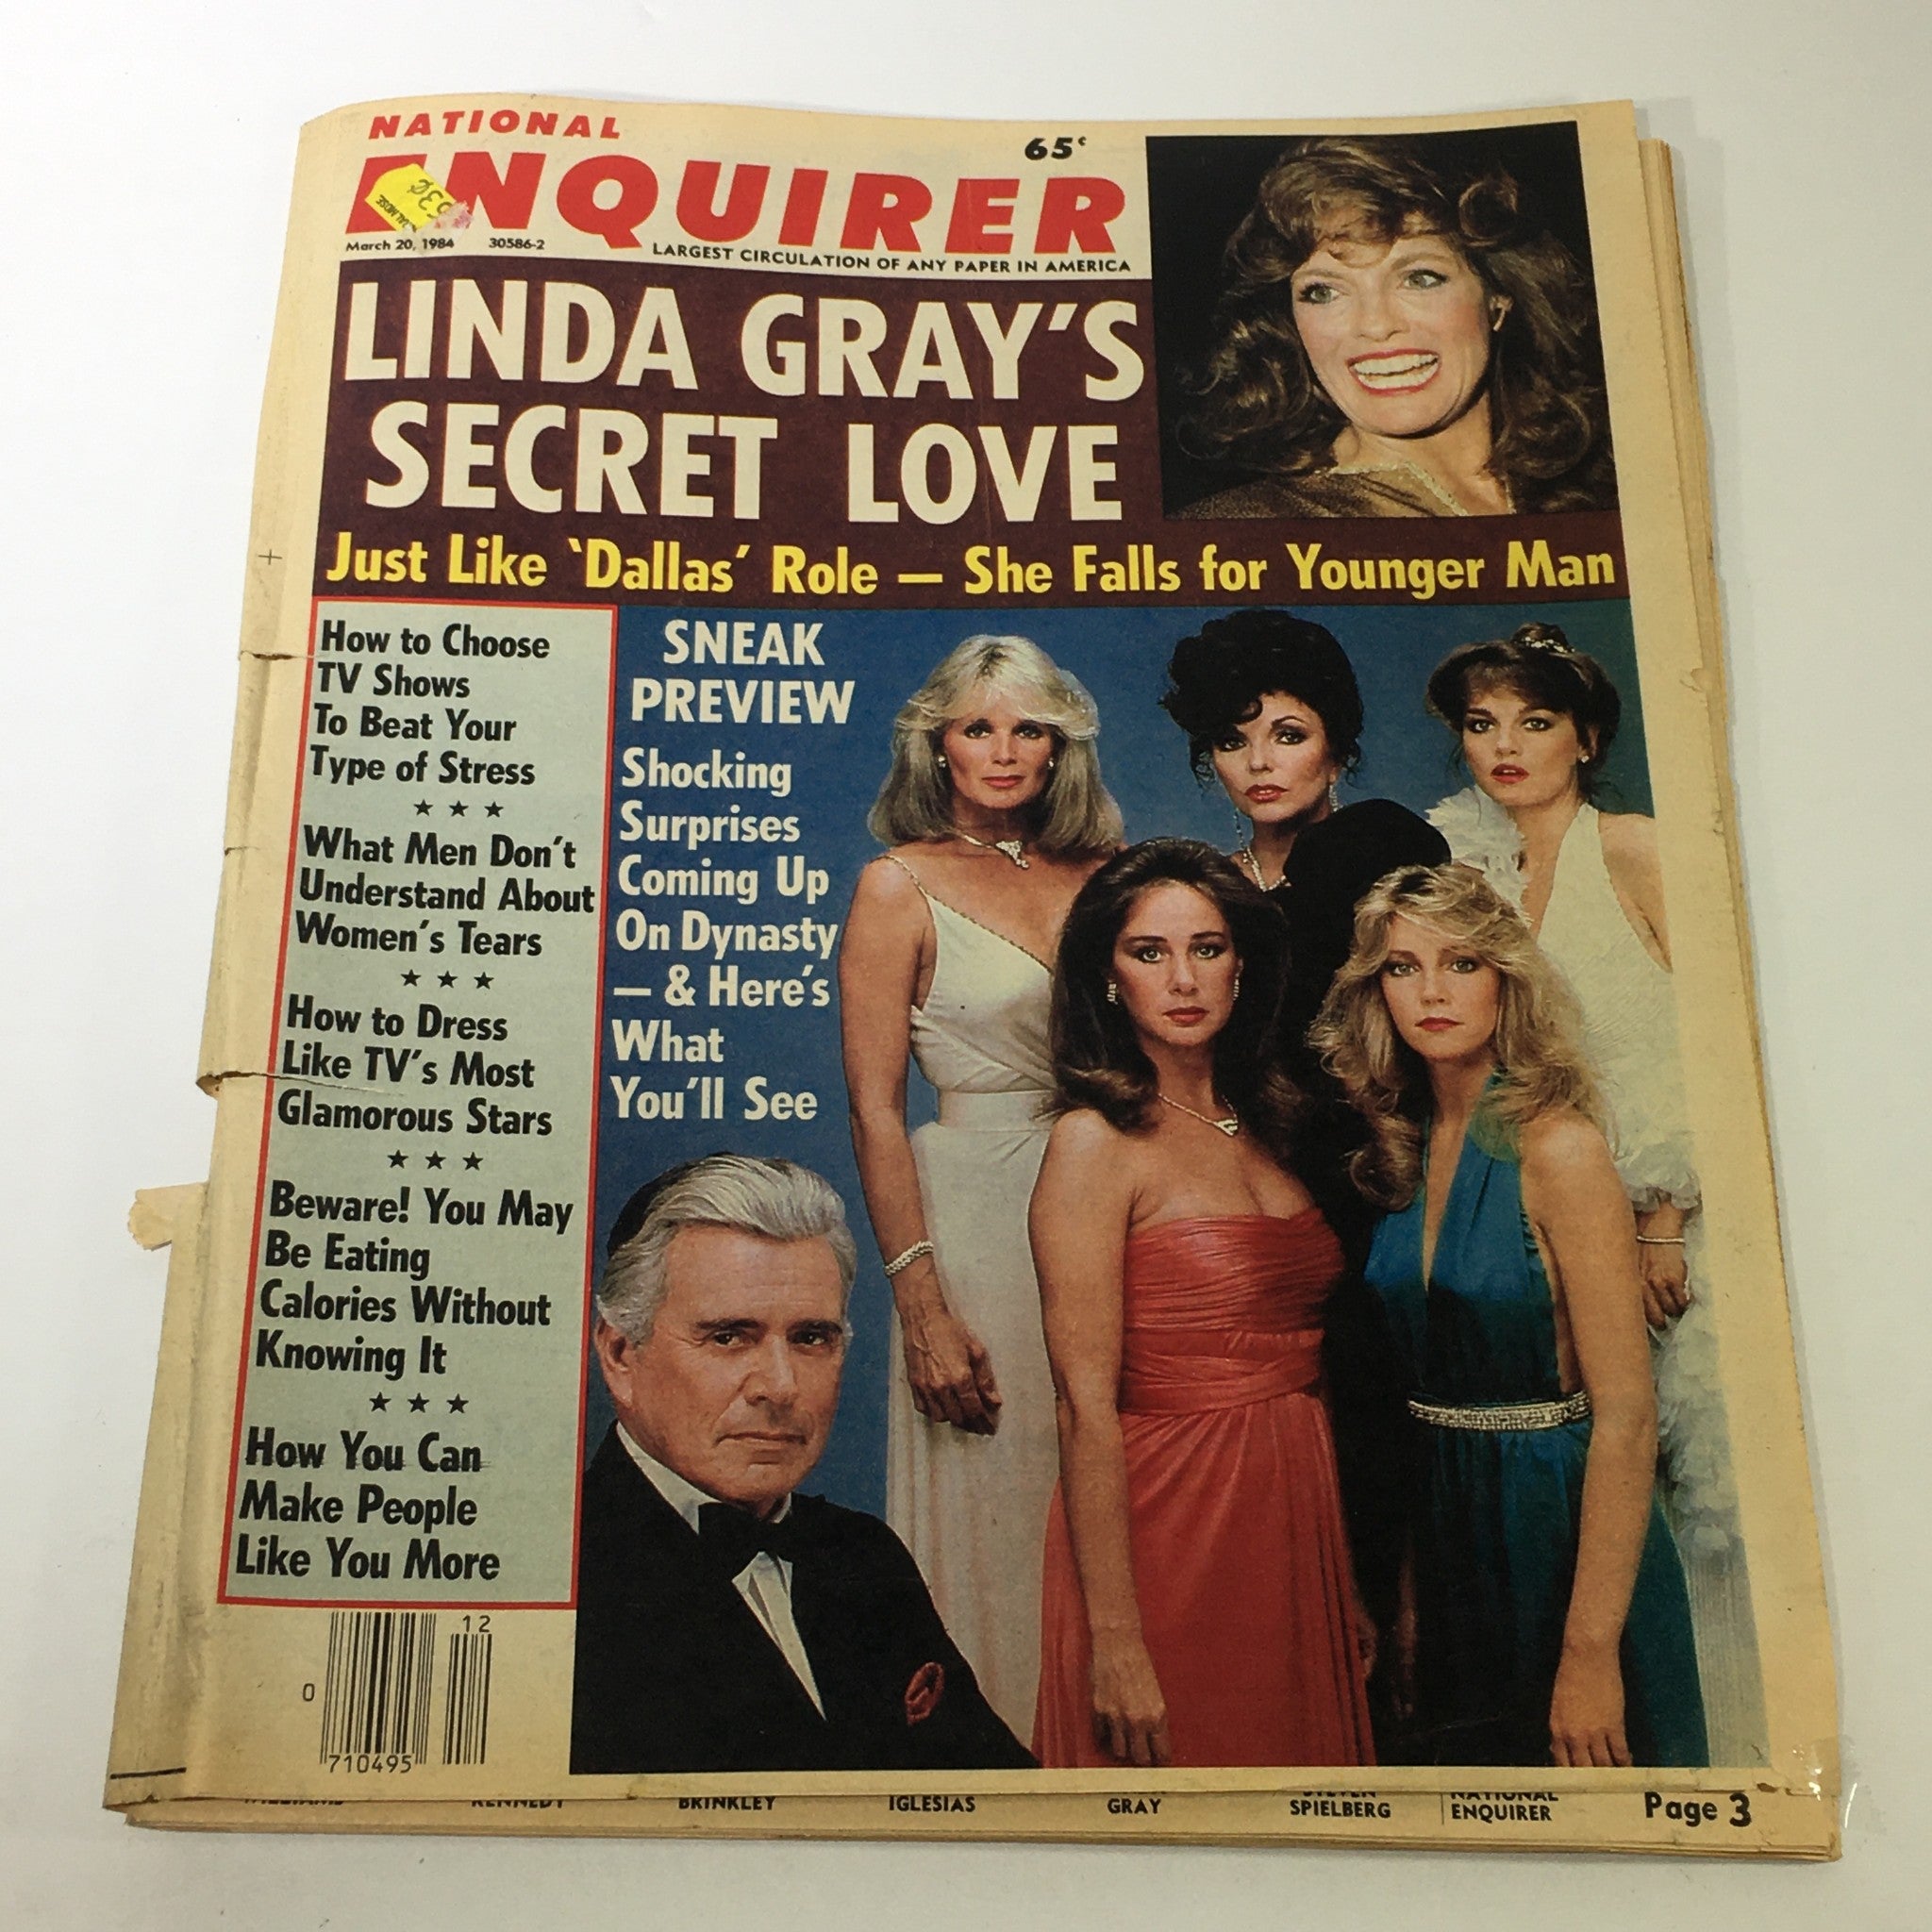 NATIONAL
ENQUIRER
65¢
53¢
March 20, 1984 30586-2
LARGEST CIRCULATION OF ANY PAPER IN AMERICA
LINDA GRAY'S
SECRET LOVE
Just Like 'Dallas' Role — She Falls for Younger Man
How to Choose
TV Shows
To Beat Your
Type of Stress
★ ★ ★
What Men Don't
Understand About
Women's Tears
★ ★ ★
How to Dress
Like TV's Most
Glamorous Stars
★ ★ ★
Beware! You May
Be Eating
Calories Without
Knowing It
★ ★ ★
How You Can
Make People
Like You More
SNEAK
PREVIEW
Shocking
Surprises
Coming Up
On Dynasty
— & Here's
What
You'll See
12
0
710495
WILLIAMS KENNEDY BRINKLEY IGLESIAS GRAY STEVEN
SPIELBERG NATIONAL
ENQUIRER Page 3